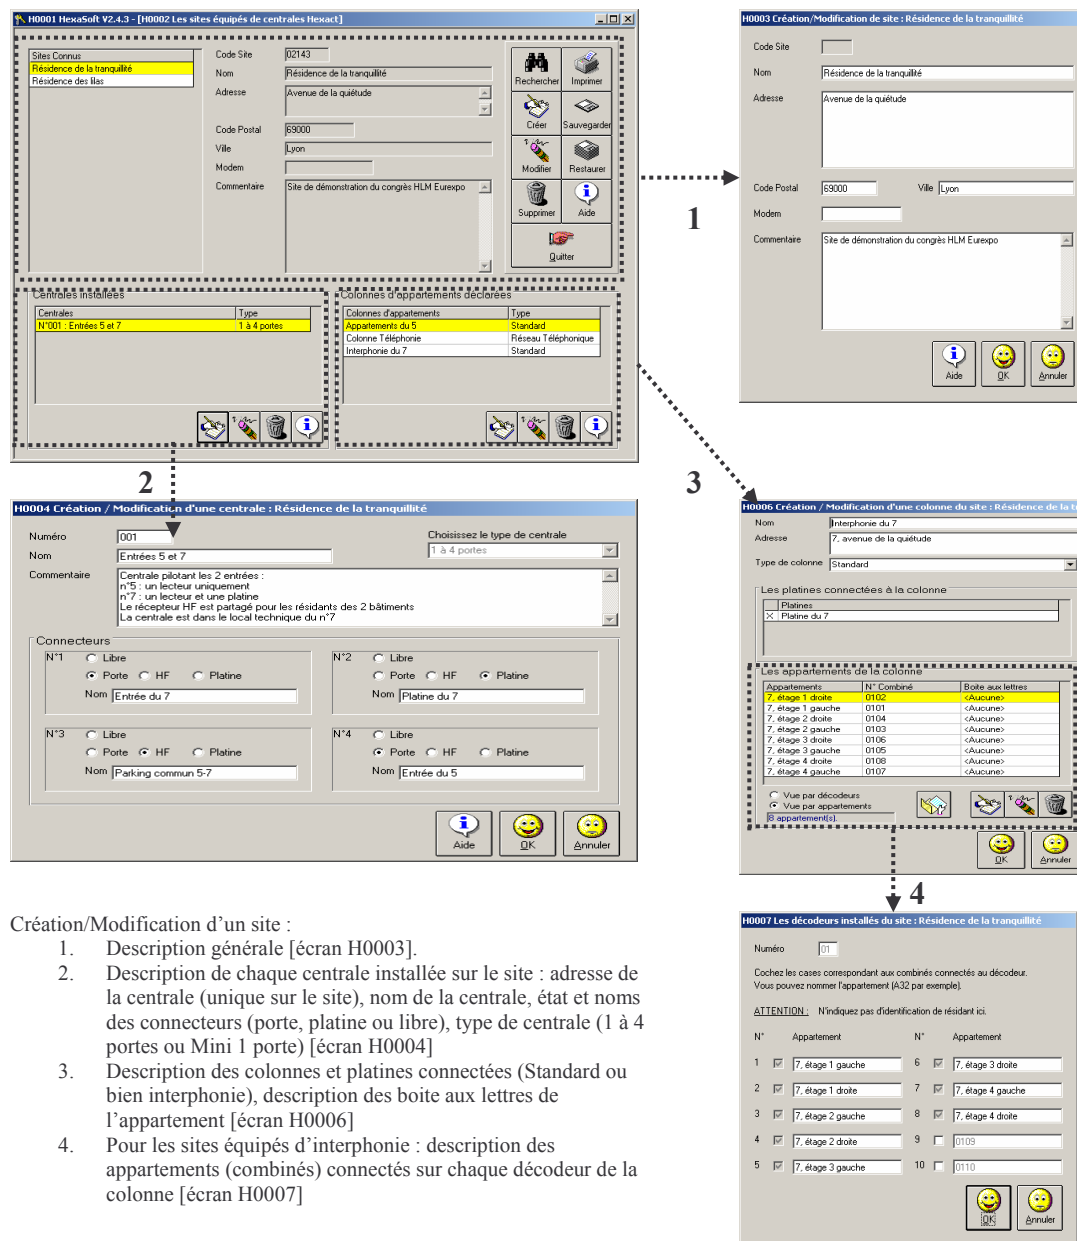 H0001 HexaSoft V2.4.3 - [H0002 Les sites équipés de centrales Hexact]
Sites Connus
Résidence de la tranquillité
Résidence des lilas
Code Site 02143
Nom Résidence de la tranquillité
Adresse Avenue de la quiétude
Code Postal 69000
Ville Lyon
Modem
Commentaire Site de démonstration du congrès HLM Eurexpo
Rechercher Imprimer
Créer Sauvegarder
Modifier Restaurer
Supprimer Aide
Quitter
Centrales installées
Centrales Type
N°001 : Entrées 5 et 7 1 à 4 portes
Colonnes d'appartements déclarées
Colonnes d'appartements Type
Appartements du 5 Standard
Colonne Téléphonie Réseau Téléphonique
Interphonie du 7 Standard
1
2
3
H0003 Création/Modification de site : Résidence de la tranquillité
Code Site
Nom Résidence de la tranquillité
Adresse Avenue de la quiétude
Code Postal 69000 Ville Lyon
Modem
Commentaire Site de démonstration du congrès HLM Eurexpo
Aide OK Annuler
H0004 Création / Modification d'une centrale : Résidence de la tranquillité
Numéro 001 Choisissez le type de centrale
Nom Entrées 5 et 7 1 à 4 portes
Commentaire Centrale pilotant les 2 entrées :
n°5 : un lecteur uniquement
n°7 : un lecteur et une platine
Le récepteur HF est partagé pour les résidants des 2 bâtiments
La centrale est dans le local technique du n°7
Connecteurs
N°1 Libre
Porte HF Platine
Nom Entrée du 7
N°2 Libre
Porte HF Platine
Nom Platine du 7
N°3 Libre
Porte HF Platine
Nom Parking commun 5-7
N°4 Libre
Porte HF Platine
Nom Entrée du 5
Aide OK Annuler
H0006 Création / Modification d'une colonne du site : Résidence de la t
Nom Interphonie du 7
Adresse 7, avenue de la quiétude
Type de colonne Standard
Les platines connectées à la colonne
Platines
X Platine du 7
Les appartements de la colonne
Appartements N° Combiné Boite aux lettres
7, étage 1 droite 0102 <Aucune>
7, étage 1 gauche 0101 <Aucune>
7, étage 2 droite 0104 <Aucune>
7, étage 2 gauche 0103 <Aucune>
7, étage 3 droite 0106 <Aucune>
7, étage 3 gauche 0105 <Aucune>
7, étage 4 droite 0108 <Aucune>
7, étage 4 gauche 0107 <Aucune>
Vue par décodeurs
Vue par appartements
8 appartement(s).
OK Annuler
4
Création/Modification d'un site :
1. Description générale [écran H0003].
2. Description de chaque centrale installée sur le site : adresse de
la centrale (unique sur le site), nom de la centrale, état et noms
des connecteurs (porte, platine ou libre), type de centrale (1 à 4
portes ou Mini 1 porte) [écran H0004]
3. Description des colonnes et platines connectées (Standard ou
bien interphonie), description des boite aux lettres de
l'appartement [écran H0006]
4. Pour les sites équipés d'interphonie : description des
appartements (combinés) connectés sur chaque décodeur de la
colonne [écran H0007]
H0007 Les décodeurs installés du site : Résidence de la tranquillité
Numéro 01
Cochez les cases correspondant aux combinés connectés au décodeur.
Vous pouvez nommer l'appartement (A32 par exemple).
ATTENTION : N'indiquez pas d'identification de résidant ici.
N° Appartement N° Appartement
1 7, étage 1 gauche 6 7, étage 3 droite
2 7, étage 1 droite 7 7, étage 4 gauche
3 7, étage 2 gauche 8 7, étage 4 droite
4 7, étage 2 droite 9 0109
5 7, étage 3 gauche 10 0110
OK Annuler